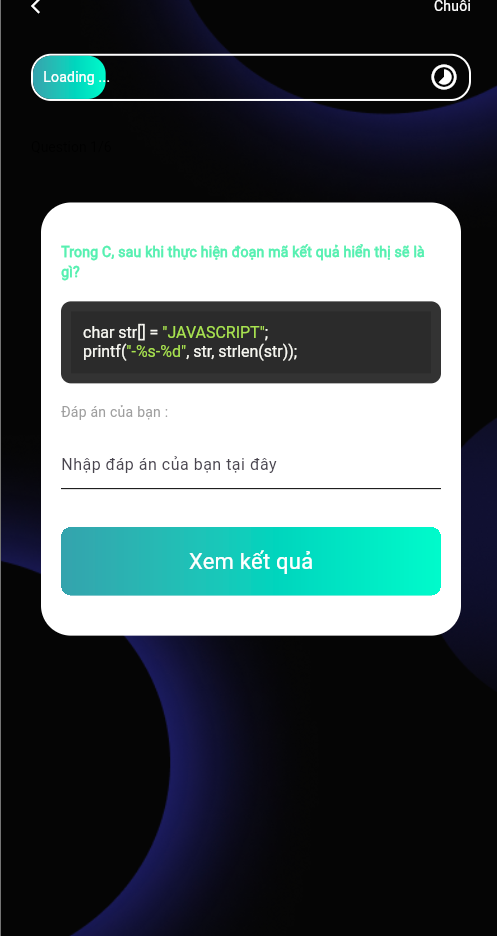 Chuỗi
Loading ...
Trong C, sau khi thực hiện đoạn mã kết quả hiển thị sẽ là
gì?
char str[] = "JAVASCRIPT";
printf("-%s-%d", str, strlen(str));
Đáp án của bạn :
Nhập đáp án của bạn tại đây
Xem kết quả